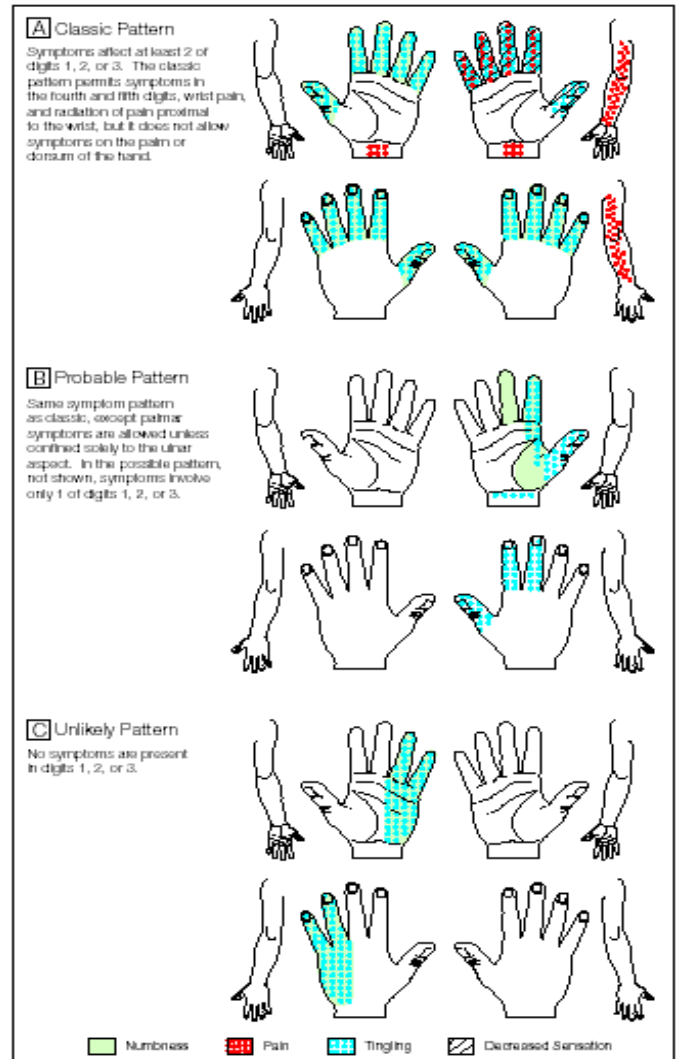 A Classic Pattern
Symptoms affect at least 2 of
digits 1, 2, or 3. The classic
pattern permits symptoms in
the fourth and fifth digits, wrist pain,
and radiation of pain proximal
to the wrist, but it does not allow
symptoms on the palm or
dorsum of the hand.
B Probable Pattern
Same symptom pattern
as classic, except palmar
symptoms are allowed unless
confined solely to the ulnar
aspect. In the possible pattern,
not shown, symptoms involve
only 1 of digits 1, 2, or 3.
C Unlikely Pattern
No symptoms are present
in digits 1, 2, or 3.
Numbness Pain Tingling Decreased Sensation